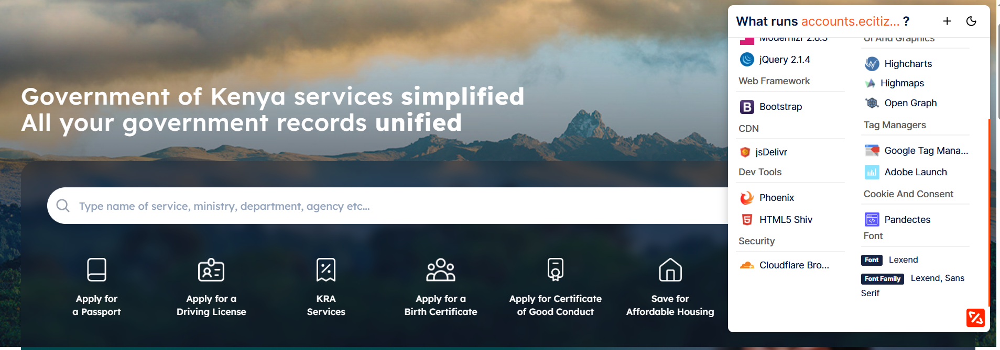 Government of Kenya services simplified
All your government records unified
Type name of service, ministry, department, agency etc...
Apply for
a Passport
Apply for a
Driving License
KRA
Services
Apply for a
Birth Certificate
Apply for Certificate
of Good Conduct
Save for
Affordable Housing
What runs accounts.ecitiz... ?
Modernizr 2.8.3
jQuery 2.1.4
Web Framework
Bootstrap
CDN
jsDelivr
Dev Tools
Phoenix
HTML5 Shiv
Security
Cloudflare Bro...
UI And Graphics
Highcharts
Highmaps
Open Graph
Tag Managers
Google Tag Mana...
Adobe Launch
Cookie And Consent
Pandectes
Font
Font Lexend
Font Family Lexend, Sans
Serif